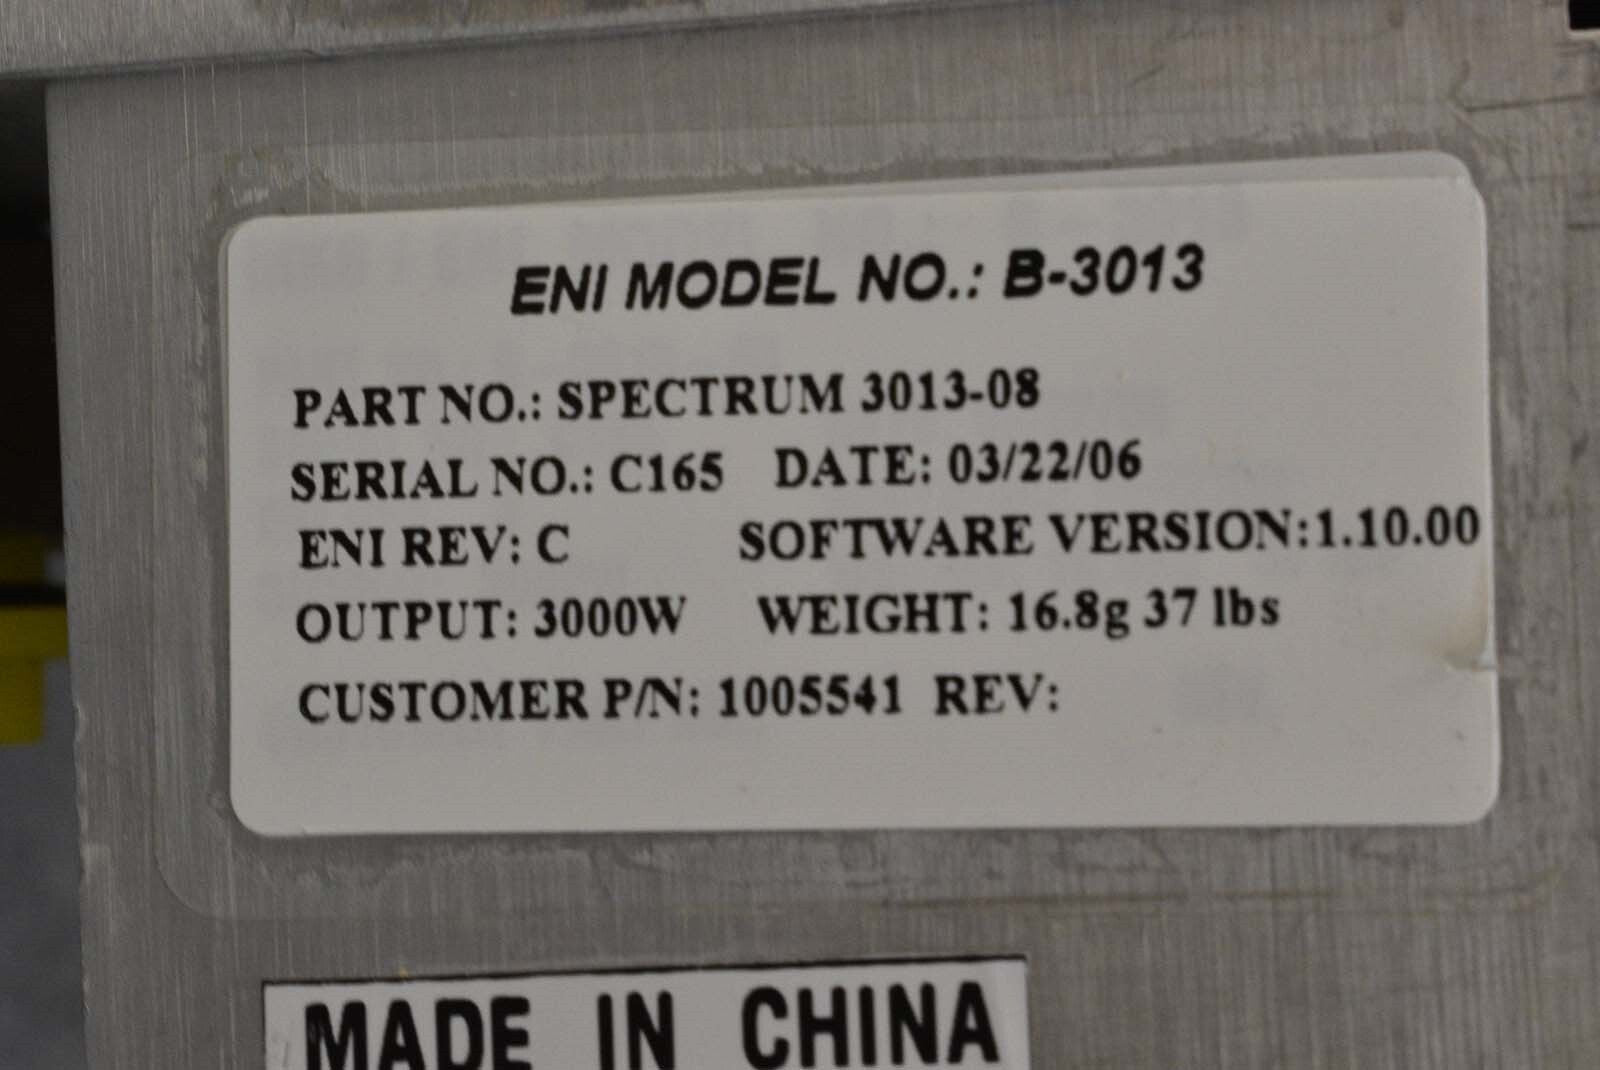 ENI MODEL NO.: B-3013
PART NO.: SPECTRUM 3013-08
SERIAL NO.: C165 DATE: 03/22/06
ENI REV: C SOFTWARE VERSION:1.10.00
OUTPUT: 3000W WEIGHT: 16.8g 37 lbs
CUSTOMER P/N: 1005541 REV:
MADE IN CHINA